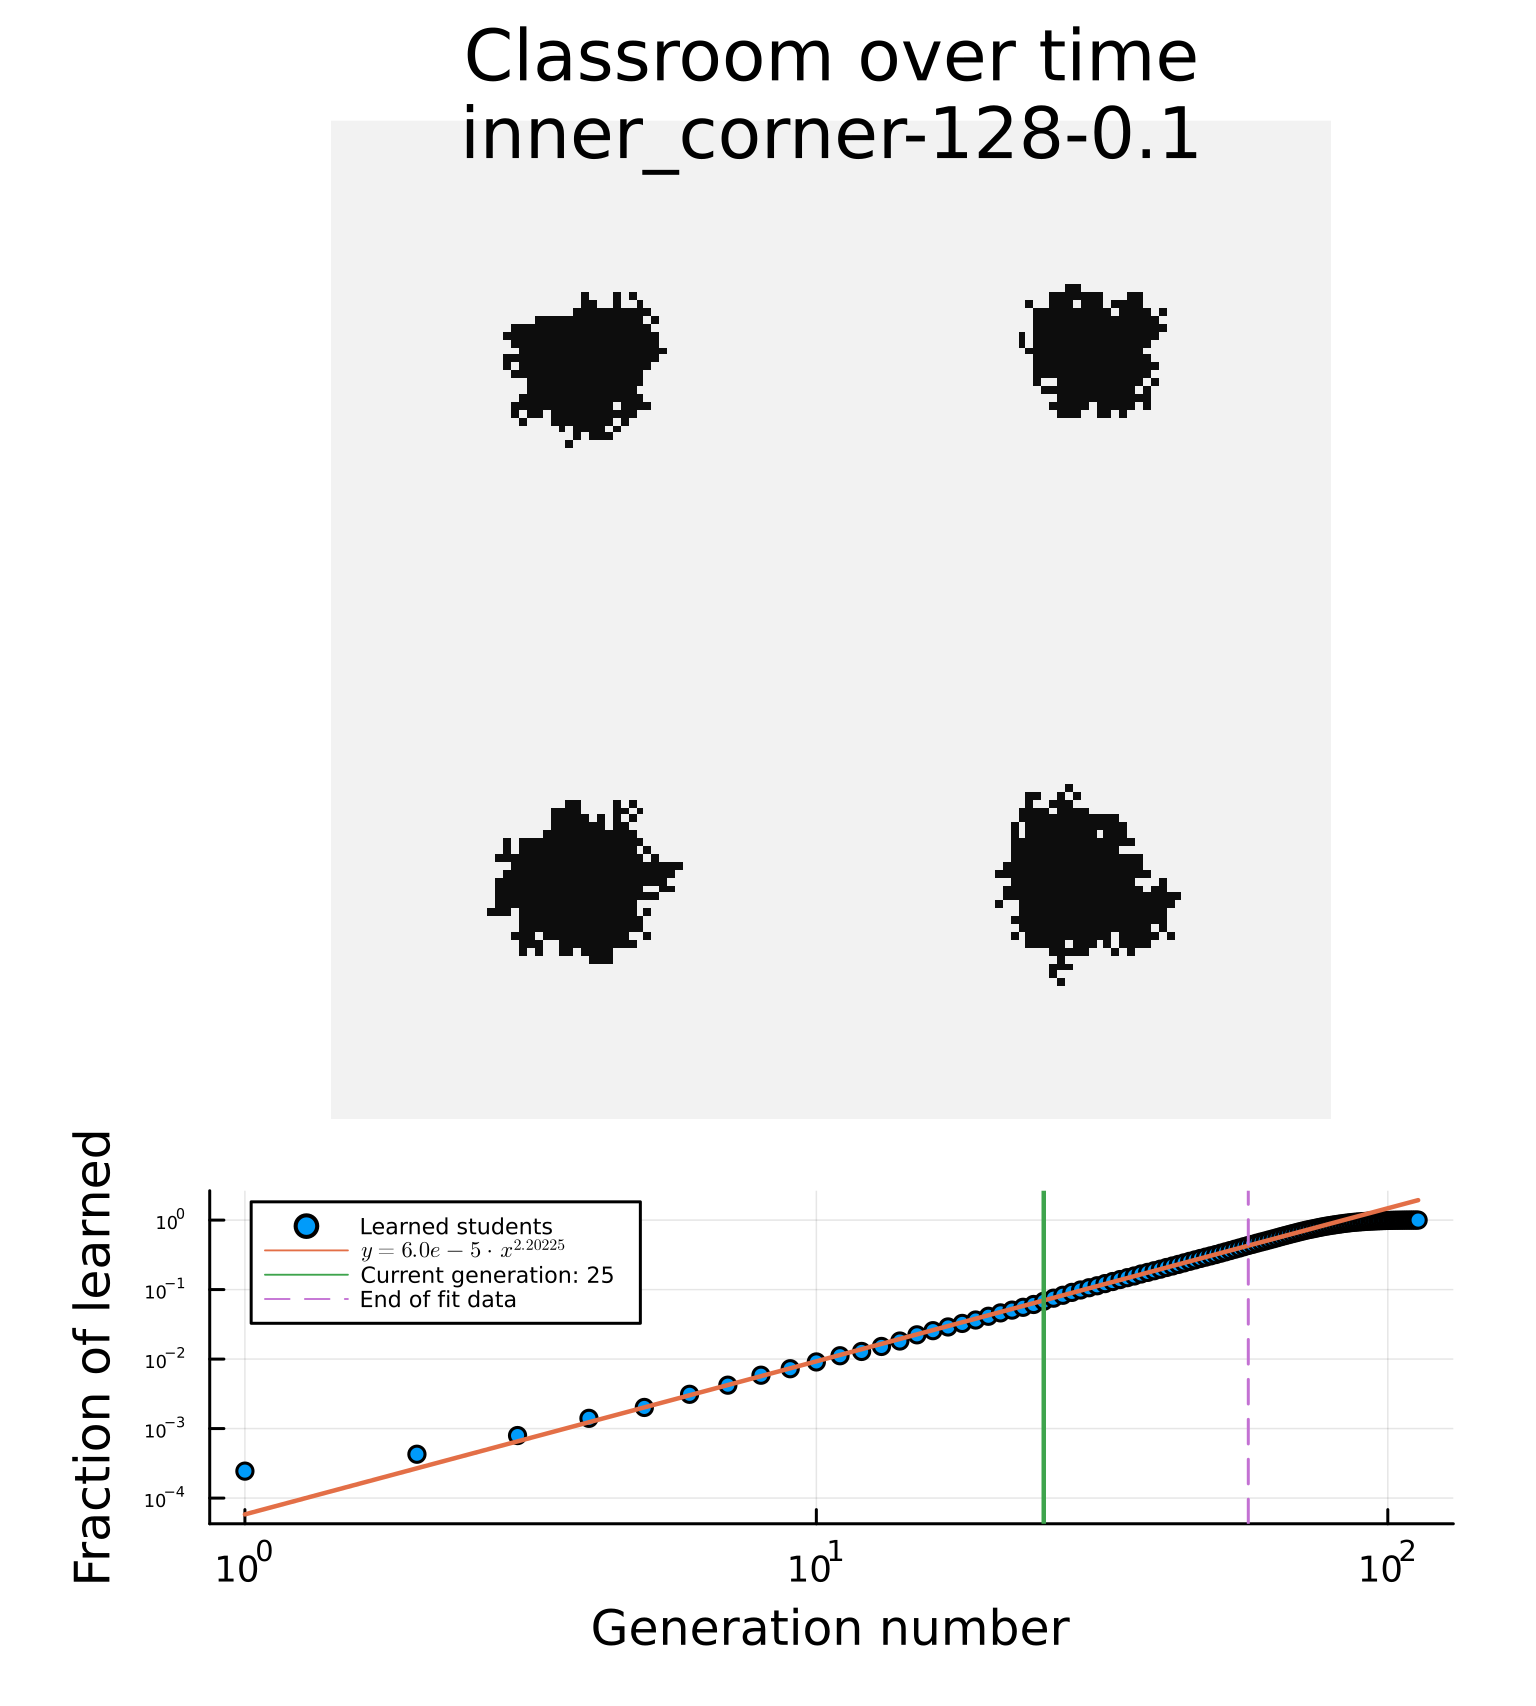 Classroom over time
inner_corner-128-0.1
Fraction of learned
10^0
10^−1
10^−2
10^−3
10^−4
Learned students
y = 6.0e − 5 · x^2.20225
Current generation: 25
End of fit data
10^0 10^1 10^2
Generation number